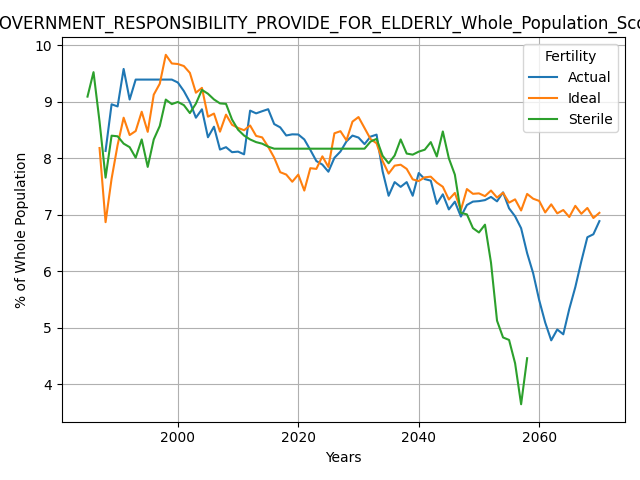 OVERNMENT_RESPONSIBILITY_PROVIDE_FOR_ELDERLY_Whole_Population_Sco
10
9
8
7
6
5
4
% of Whole Population
Fertility
Actual
Ideal
Sterile
2000
2020
2040
2060
Years